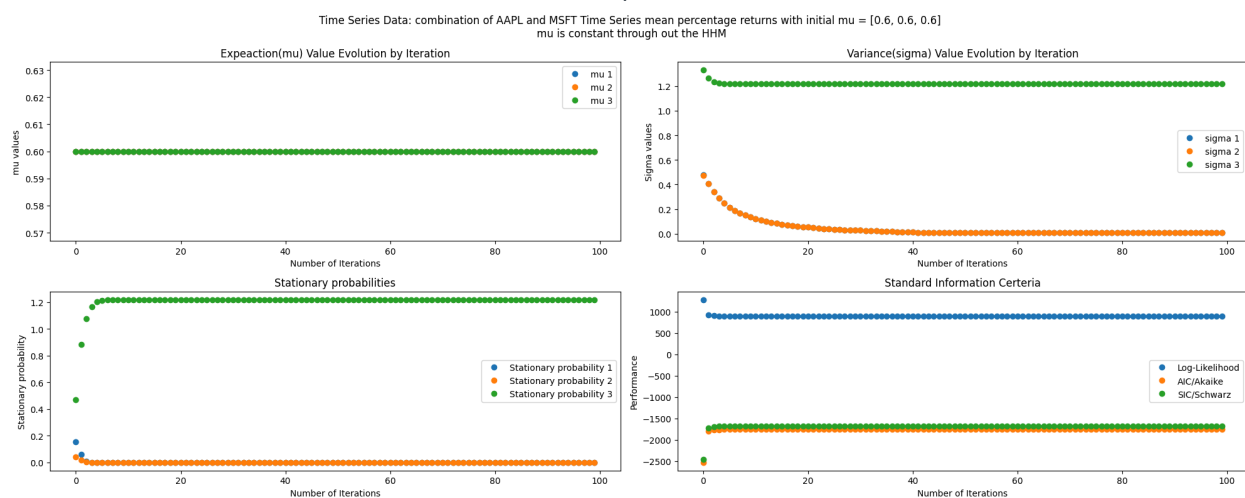 Time Series Data: combination of AAPL and MSFT Time Series mean percentage returns with initial mu = [0.6, 0.6, 0.6]
mu is constant through out the HHM
Expeaction(mu) Value Evolution by Iteration
0.63
0.62
0.61
0.60
0.59
0.58
0.57
mu values
mu 1
mu 2
mu 3
0 20 40 60 80 100
Number of Iterations
Variance(sigma) Value Evolution by Iteration
1.2
1.0
0.8
0.6
0.4
0.2
0.0
Sigma values
sigma 1
sigma 2
sigma 3
0 20 40 60 80 100
Number of Iterations
Stationary probabilities
1.2
1.0
0.8
0.6
0.4
0.2
0.0
Stationary probability
Stationary probability 1
Stationary probability 2
Stationary probability 3
0 20 40 60 80 100
Number of Iterations
Standard Information Certeria
1000
500
0
−500
−1000
−1500
−2000
−2500
Performance
Log-Likelihood
AIC/Akaike
SIC/Schwarz
0 20 40 60 80 100
Number of Iterations